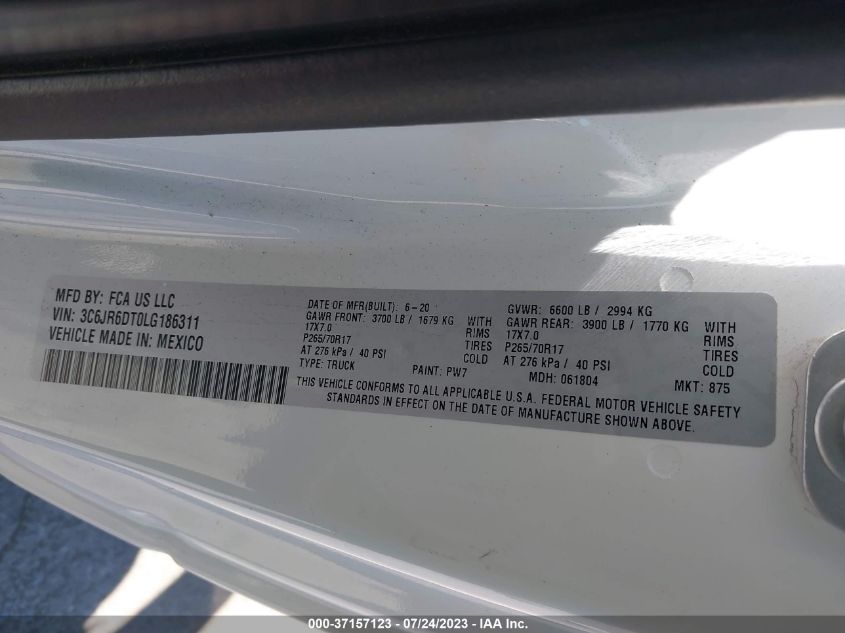 MFD BY: FCA US LLC
VIN: 3C6JR6DT0LG186311
VEHICLE MADE IN: MEXICO
DATE OF MFR(BUILT): 6-20
GAWR FRONT: 3700 LB / 1679 KG WITH
17X7.0 RIMS
P265/70R17 TIRES
AT 276 kPa / 40 PSI COLD
TYPE: TRUCK PAINT: PW7
GVWR: 6600 LB / 2994 KG
GAWR REAR: 3900 LB / 1770 KG WITH
17X7.0 RIMS
P265/70R17 TIRES
AT 276 kPa / 40 PSI COLD
MDH: 061804 MKT: 875
THIS VEHICLE CONFORMS TO ALL APPLICABLE U.S.A. FEDERAL MOTOR VEHICLE SAFETY
STANDARDS IN EFFECT ON THE DATE OF MANUFACTURE SHOWN ABOVE.
000-37157123 - 07/24/2023 - IAA Inc.